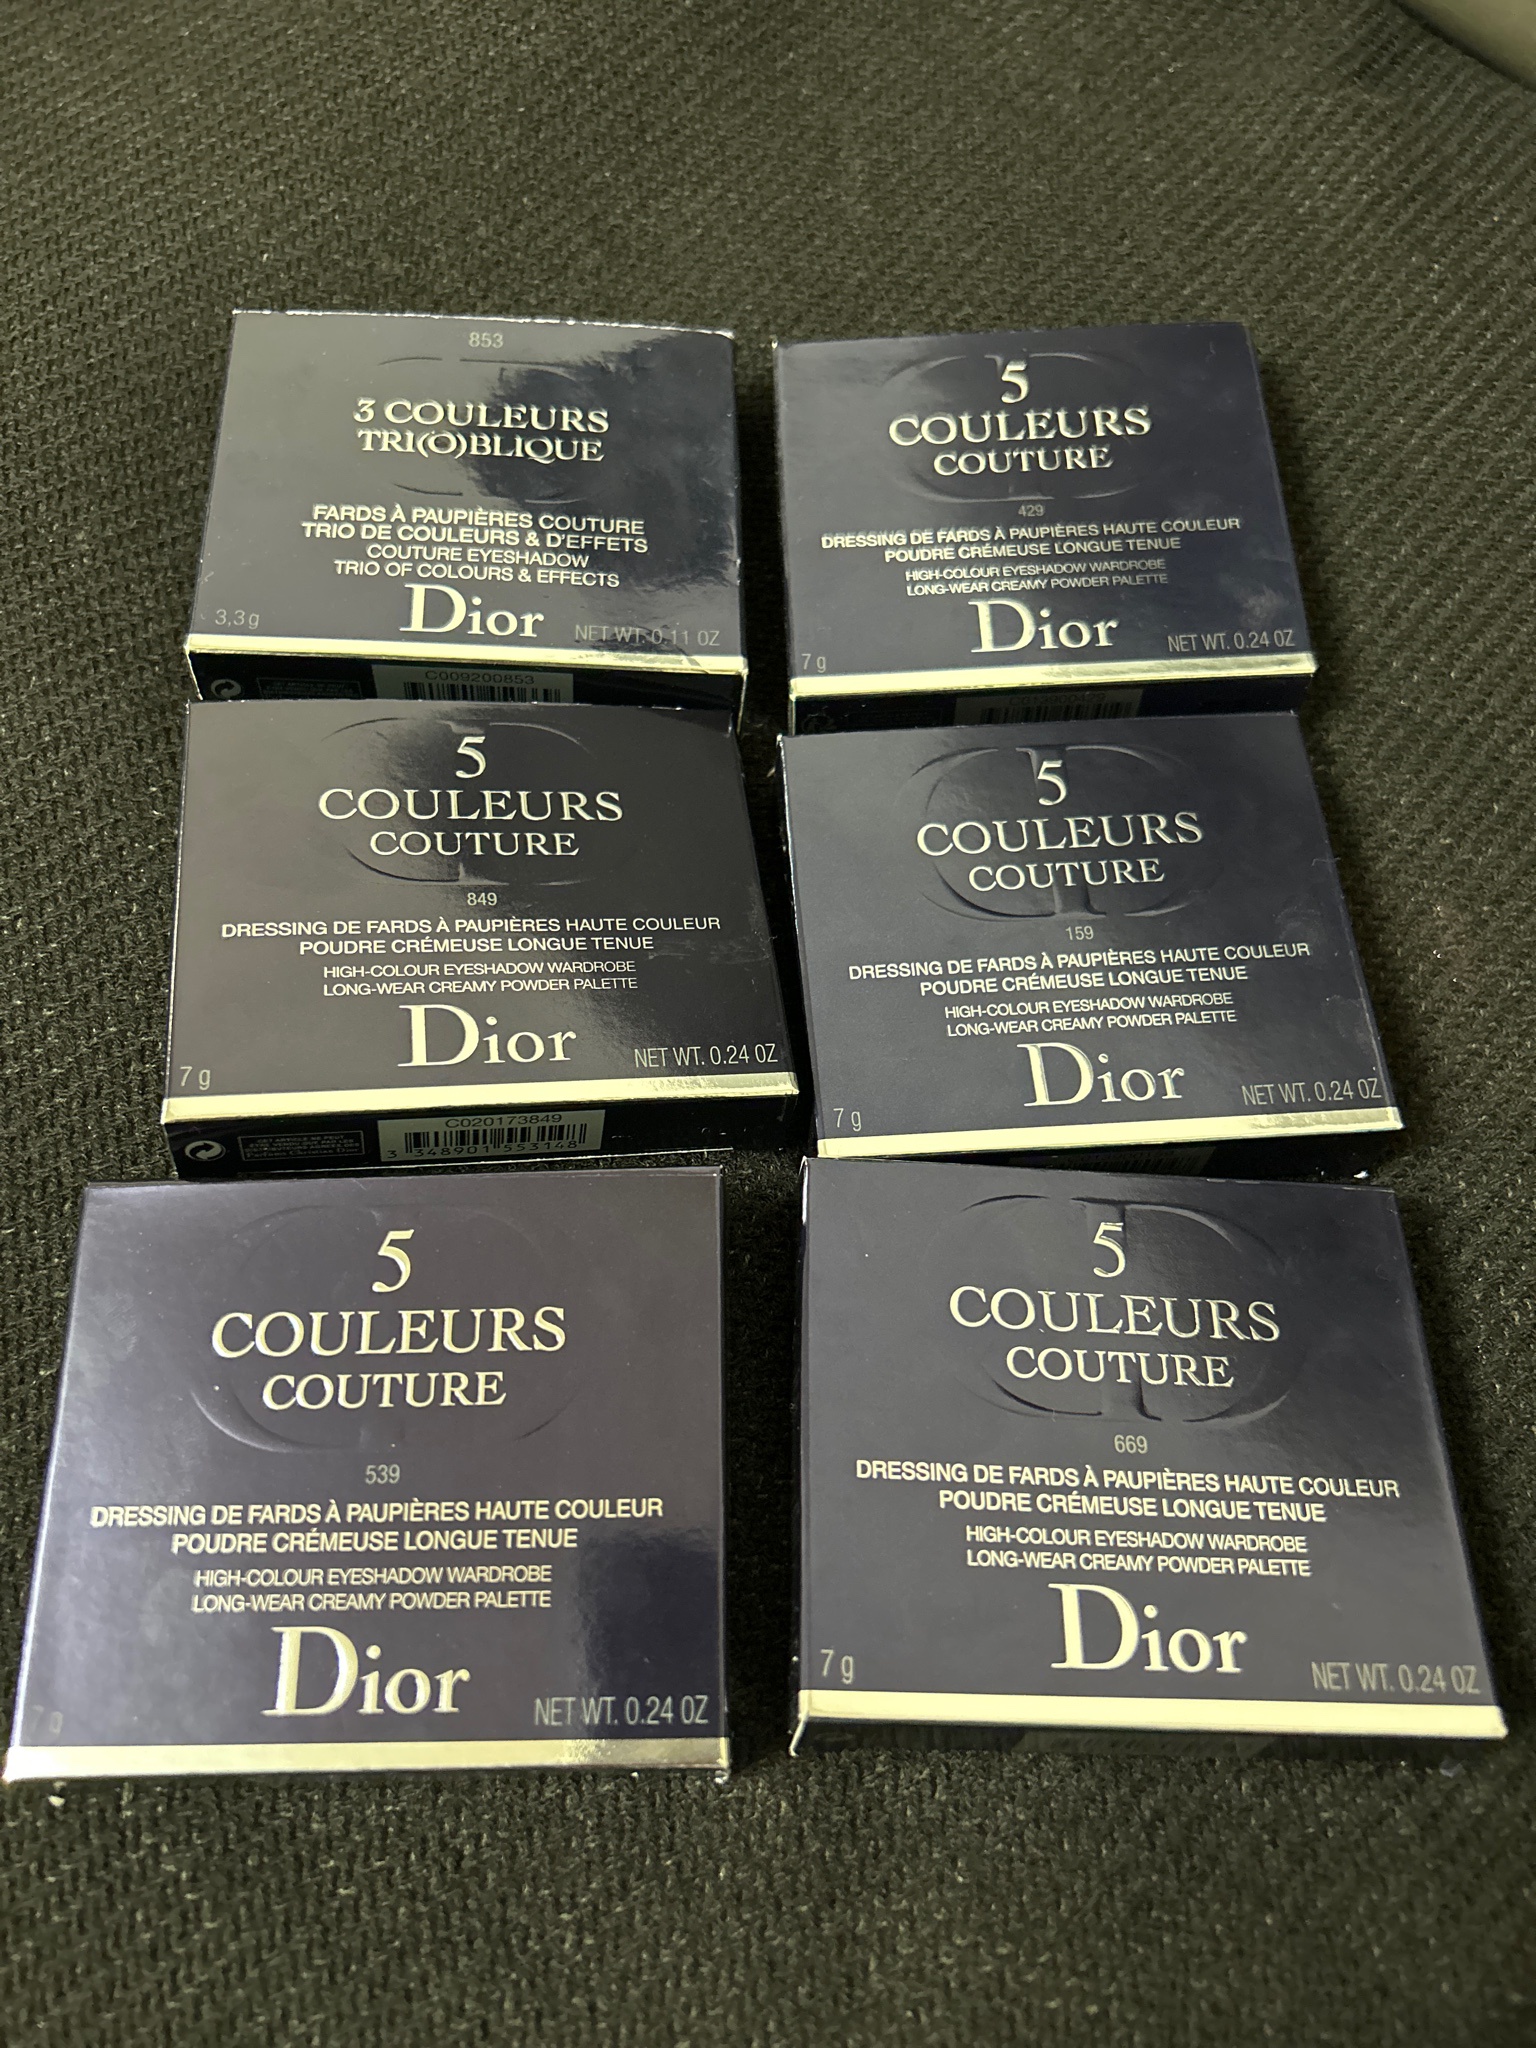 853
3 COULEURS
TRI(O)BLIQUE
FARDS À PAUPIÈRES COUTURE
TRIO DE COULEURS & D'EFFETS
COUTURE EYESHADOW
TRIO OF COLOURS & EFFECTS
Dior
3,3 g
NET WT. 0.11 OZ
C009200853
5
COULEURS
COUTURE
429
DRESSING DE FARDS À PAUPIÈRES HAUTE COULEUR
POUDRE CRÉMEUSE LONGUE TENUE
HIGH-COLOUR EYESHADOW WARDROBE
LONG-WEAR CREAMY POWDER PALETTE
Dior
7 g
NET WT. 0.24 OZ
5
COULEURS
COUTURE
849
DRESSING DE FARDS À PAUPIÈRES HAUTE COULEUR
POUDRE CRÉMEUSE LONGUE TENUE
HIGH-COLOUR EYESHADOW WARDROBE
LONG-WEAR CREAMY POWDER PALETTE
Dior
7 g
NET WT. 0.24 OZ
C020173849
3 348901 553148
5
COULEURS
COUTURE
159
DRESSING DE FARDS À PAUPIÈRES HAUTE COULEUR
POUDRE CRÉMEUSE LONGUE TENUE
HIGH-COLOUR EYESHADOW WARDROBE
LONG-WEAR CREAMY POWDER PALETTE
Dior
7 g
NET WT. 0.24 OZ
5
COULEURS
COUTURE
539
DRESSING DE FARDS À PAUPIÈRES HAUTE COULEUR
POUDRE CRÉMEUSE LONGUE TENUE
HIGH-COLOUR EYESHADOW WARDROBE
LONG-WEAR CREAMY POWDER PALETTE
Dior
7 g
NET WT. 0.24 OZ
5
COULEURS
COUTURE
669
DRESSING DE FARDS À PAUPIÈRES HAUTE COULEUR
POUDRE CRÉMEUSE LONGUE TENUE
HIGH-COLOUR EYESHADOW WARDROBE
LONG-WEAR CREAMY POWDER PALETTE
Dior
7 g
NET WT. 0.24 OZ